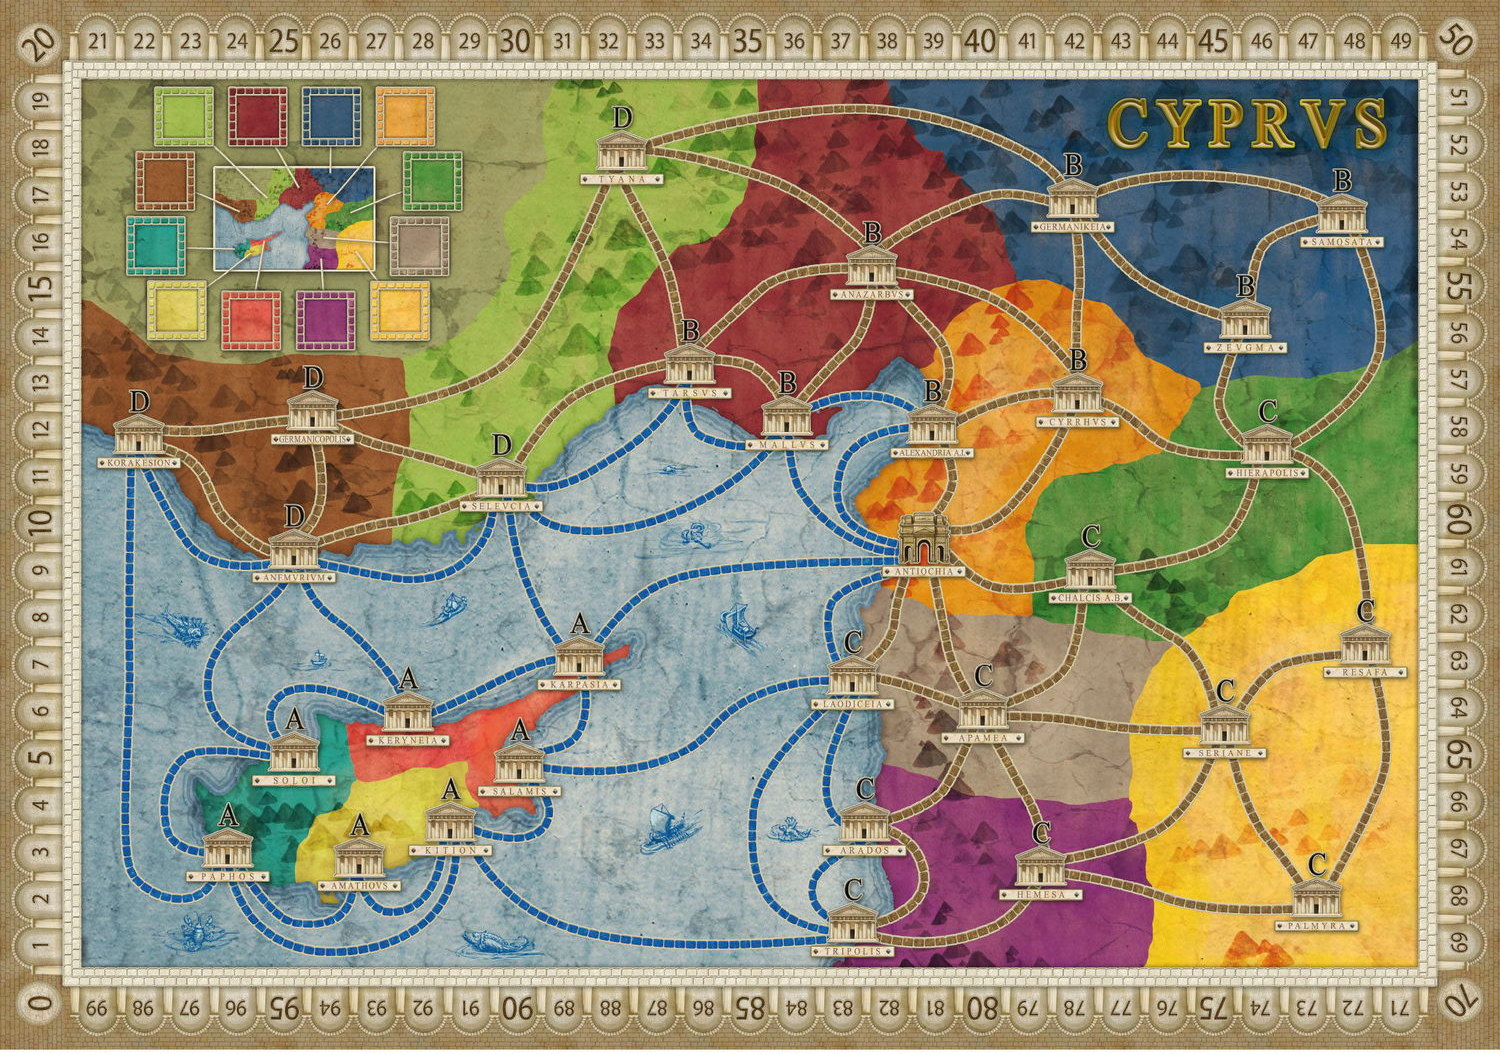 20 21 22 23 24 25 26 27 28 29 30 31 32 33 34 35 36 37 38 39 40 41 42 43 44 45 46 47 48 49 50
CYPRVS
19
18
17
16
15
14
13
12
11
10
9
8
7
6
5
4
3
2
1
0
51
52
53
54
55
56
57
58
59
60
61
62
63
64
65
66
67
68
69
70
D
TYANA
B
GERMANIKEIA
B
SAMOSATA
B
ANAZARBVS
B
ZEVGMA
B
TARSVS
D
KORAKESION
D
GERMANICOPOLIS
B
MALLVS
B
ALEXANDRIA A.I.
B
CYRRHVS
C
HIERAPOLIS
D
SELEVCIA
D
ANEMVRIVM
ANTIOCHIA
C
CHALCIS A.B.
A
KARPASIA
C
LAODICEIA
C
RESAFA
A
KERYNEIA
C
APAMEA
C
SERIANE
A
SOLOI
A
SALAMIS
A
PAPHOS
A
AMATHOVS
A
KITION
C
ARADOS
C
HEMESA
C
PALMYRA
C
TRIPOLIS
99 98 97 96 95 94 93 92 91 90 89 88 87 86 85 84 83 82 81 80 79 78 77 76 75 74 73 72 71